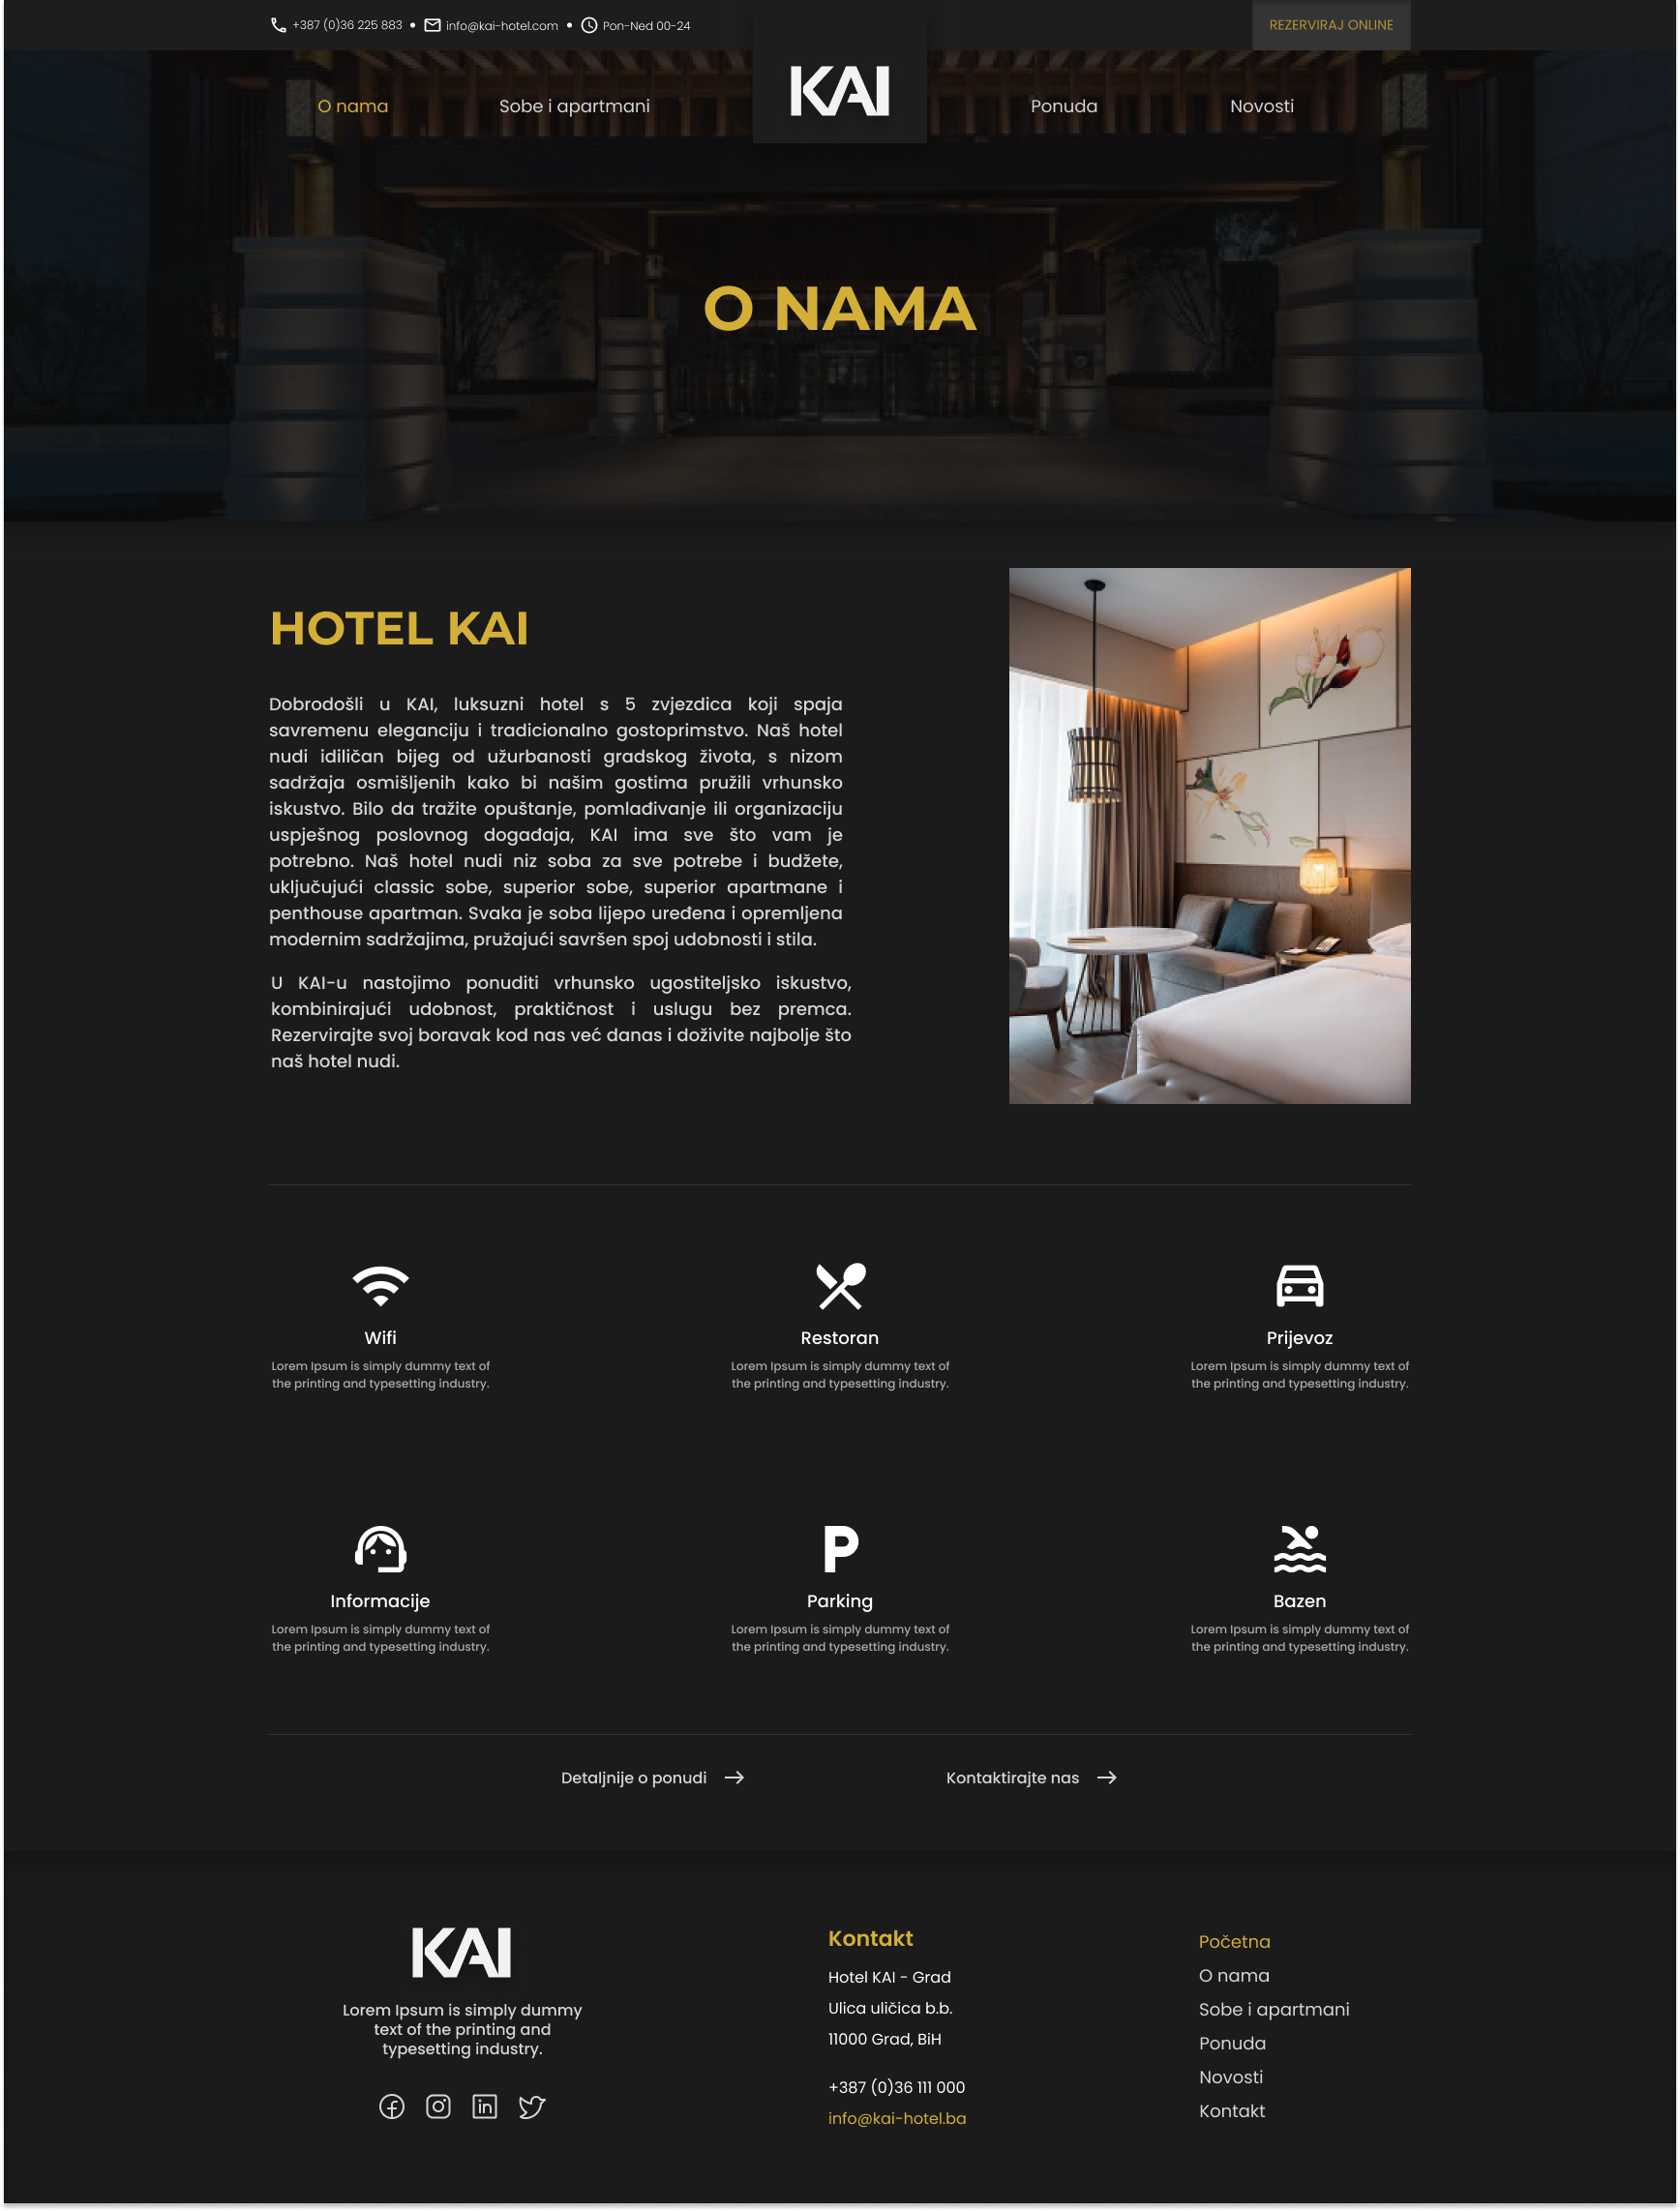 +387 (0)36 225 883 • info@kai-hotel.com • Pon-Ned 00-24
REZERVIRAJ ONLINE
O nama
Sobe i apartmani
KAI
Ponuda
Novosti
O NAMA
HOTEL KAI
Dobrodošli u KAI, luksuzni hotel s 5 zvjezdica koji spaja
savremenu eleganciju i tradicionalno gostoprimstvo. Naš hotel
nudi idiličan bijeg od užurbanosti gradskog života, s nizom
sadržaja osmišljenih kako bi našim gostima pružili vrhunsko
iskustvo. Bilo da tražite opuštanje, pomlađivanje ili organizaciju
uspješnog poslovnog događaja, KAI ima sve što vam je
potrebno. Naš hotel nudi niz soba za sve potrebe i budžete,
uključujući classic sobe, superior sobe, superior apartmane i
penthouse apartman. Svaka je soba lijepo uređena i opremljena
modernim sadržajima, pružajući savršen spoj udobnosti i stila.
U KAI-u nastojimo ponuditi vrhunsko ugostiteljsko iskustvo,
kombinirajući udobnost, praktičnost i uslugu bez premca.
Rezervirajte svoj boravak kod nas već danas i doživite najbolje što
naš hotel nudi.
Wifi
Lorem Ipsum is simply dummy text of
the printing and typesetting industry.
Restoran
Lorem Ipsum is simply dummy text of
the printing and typesetting industry.
Prijevoz
Lorem Ipsum is simply dummy text of
the printing and typesetting industry.
Informacije
Lorem Ipsum is simply dummy text of
the printing and typesetting industry.
P
Parking
Lorem Ipsum is simply dummy text of
the printing and typesetting industry.
Bazen
Lorem Ipsum is simply dummy text of
the printing and typesetting industry.
Detaljnije o ponudi
Kontaktirajte nas
KAI
Lorem Ipsum is simply dummy
text of the printing and
typesetting industry.
Kontakt
Hotel KAI - Grad
Ulica uličica b.b.
11000 Grad, BiH
+387 (0)36 111 000
info@kai-hotel.ba
Početna
O nama
Sobe i apartmani
Ponuda
Novosti
Kontakt